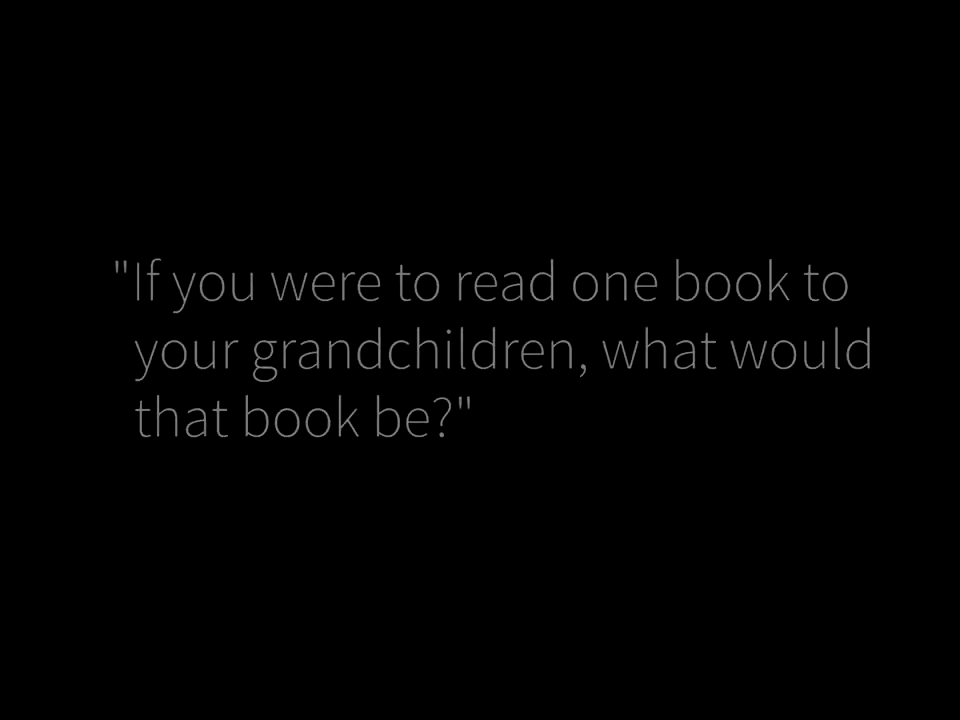 "If you were to read one book to
your grandchildren, what would
that book be?"